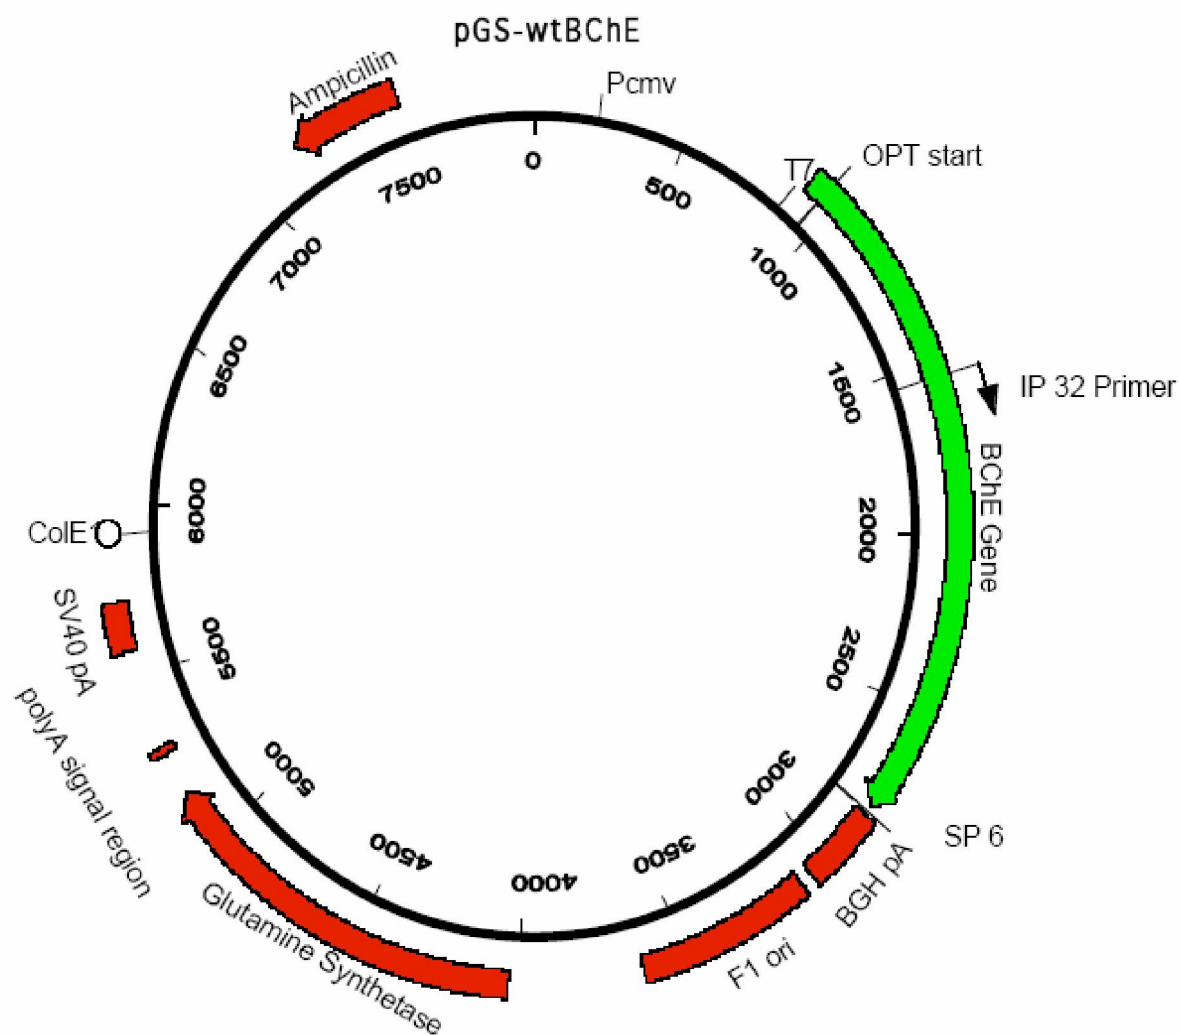 pGS-wtBChE
Ampicillin
Pcmv
OPT start
T7
0
500
1000
1500
2000
2500
3000
3500
4000
4500
5000
5500
6000
6500
7000
7500
IP 32 Primer
BChE Gene
SP 6
BGH pA
F1 ori
Glutamine Synthetase
polyA signal region
SV40 pA
ColE